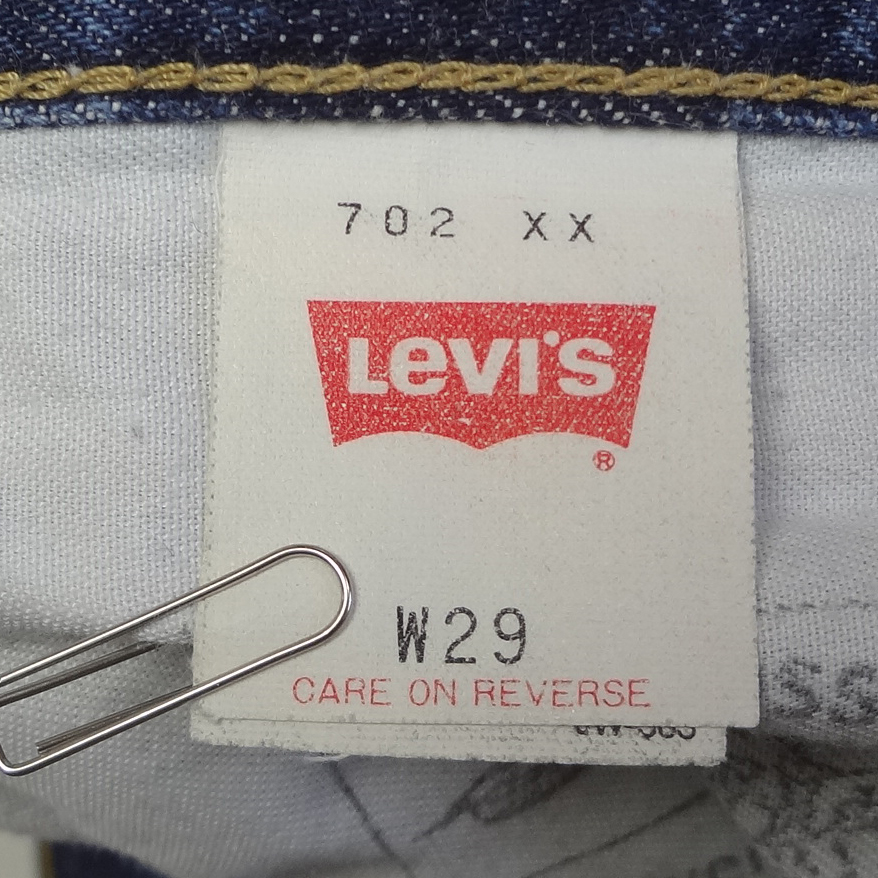 702 XX
Levi's
®
W29
CARE ON REVERSE